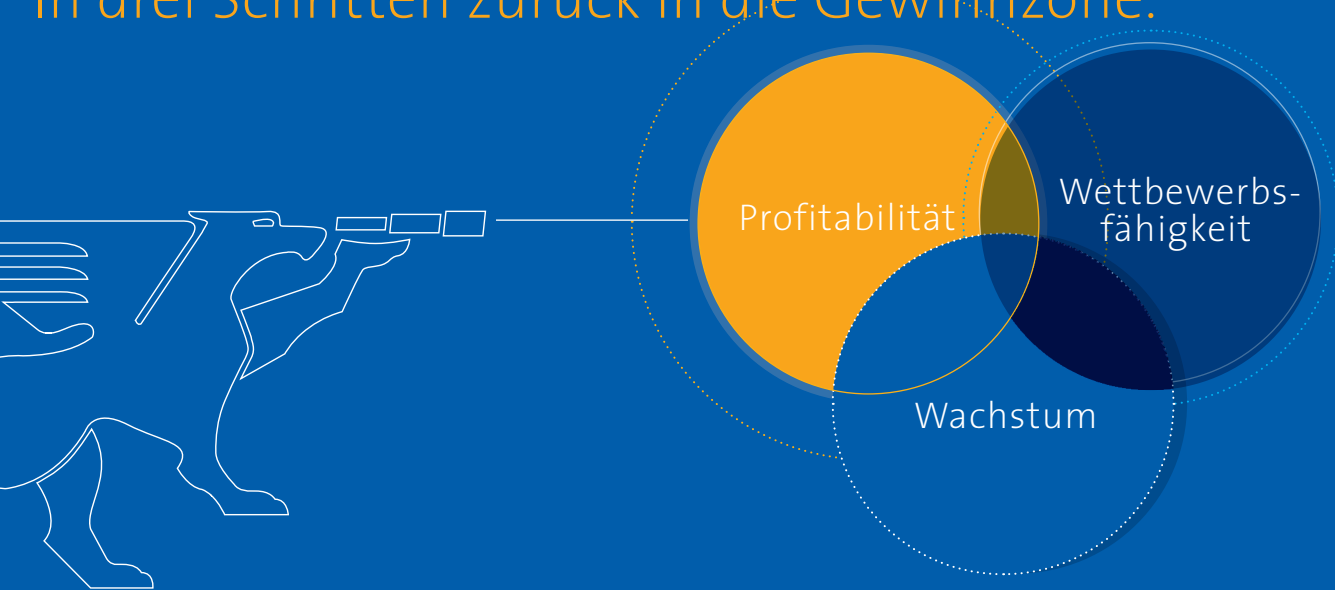 In drei Schritten zurück in die Gewinnzone.
Profitabilität
Wettbewerbs-
fähigkeit
Wachstum